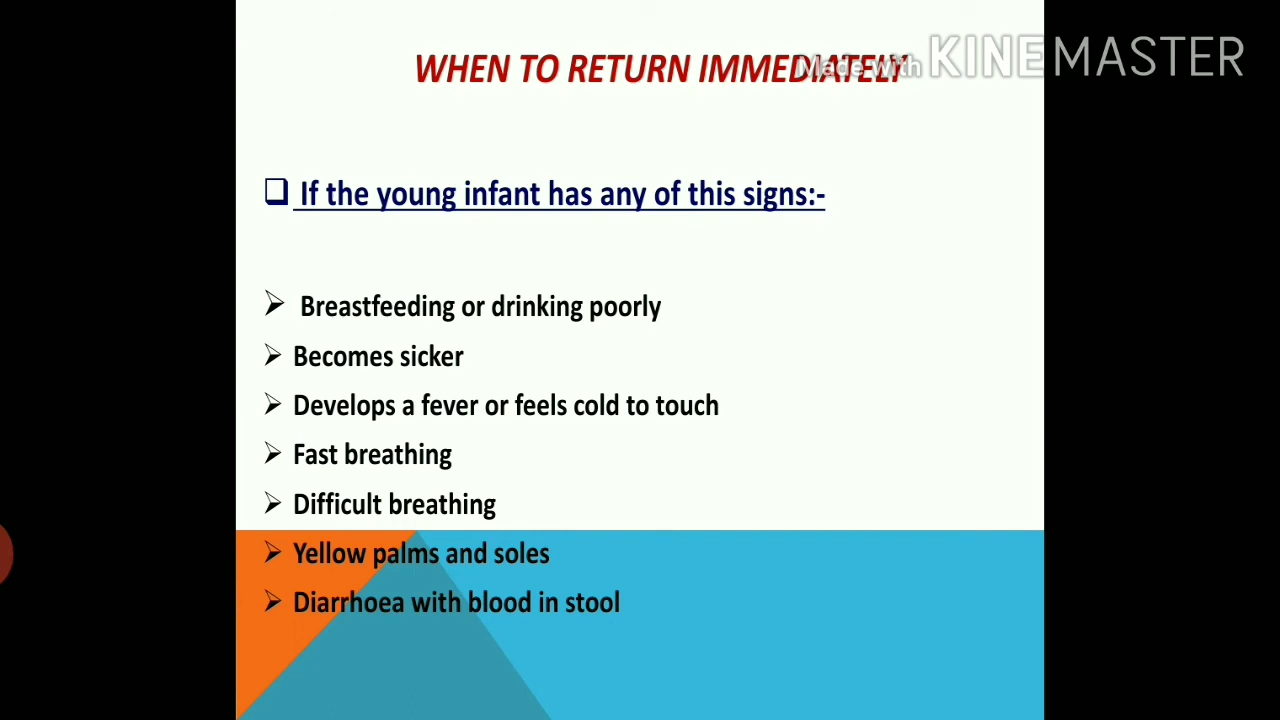 WHEN TO RETURN IMMEDIATELY
Made with KINEMASTER
If the young infant has any of this signs:-
Breastfeeding or drinking poorly
Becomes sicker
Develops a fever or feels cold to touch
Fast breathing
Difficult breathing
Yellow palms and soles
Diarrhoea with blood in stool